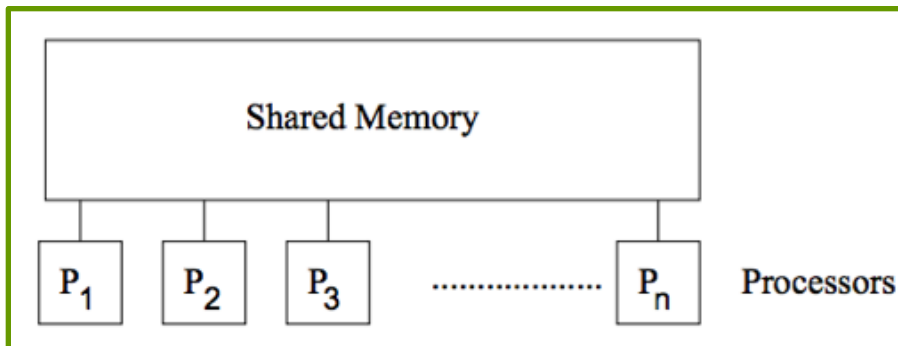 Shared Memory
P1 P2 P3 ................... Pn Processors